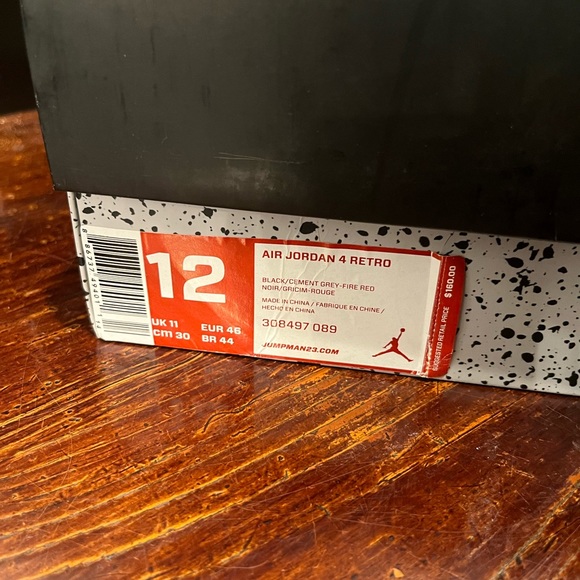 12
UK 11
EUR 46
cm 30
BR 44
AIR JORDAN 4 RETRO
BLACK/CEMENT GREY-FIRE RED
NOIR/GRICIM-ROUGE
MADE IN CHINA / FABRIQUE EN CHINE /
HECHO EN CHINA
308497 089
JUMPMAN23.COM
SUGGESTED RETAIL PRICE $160.00